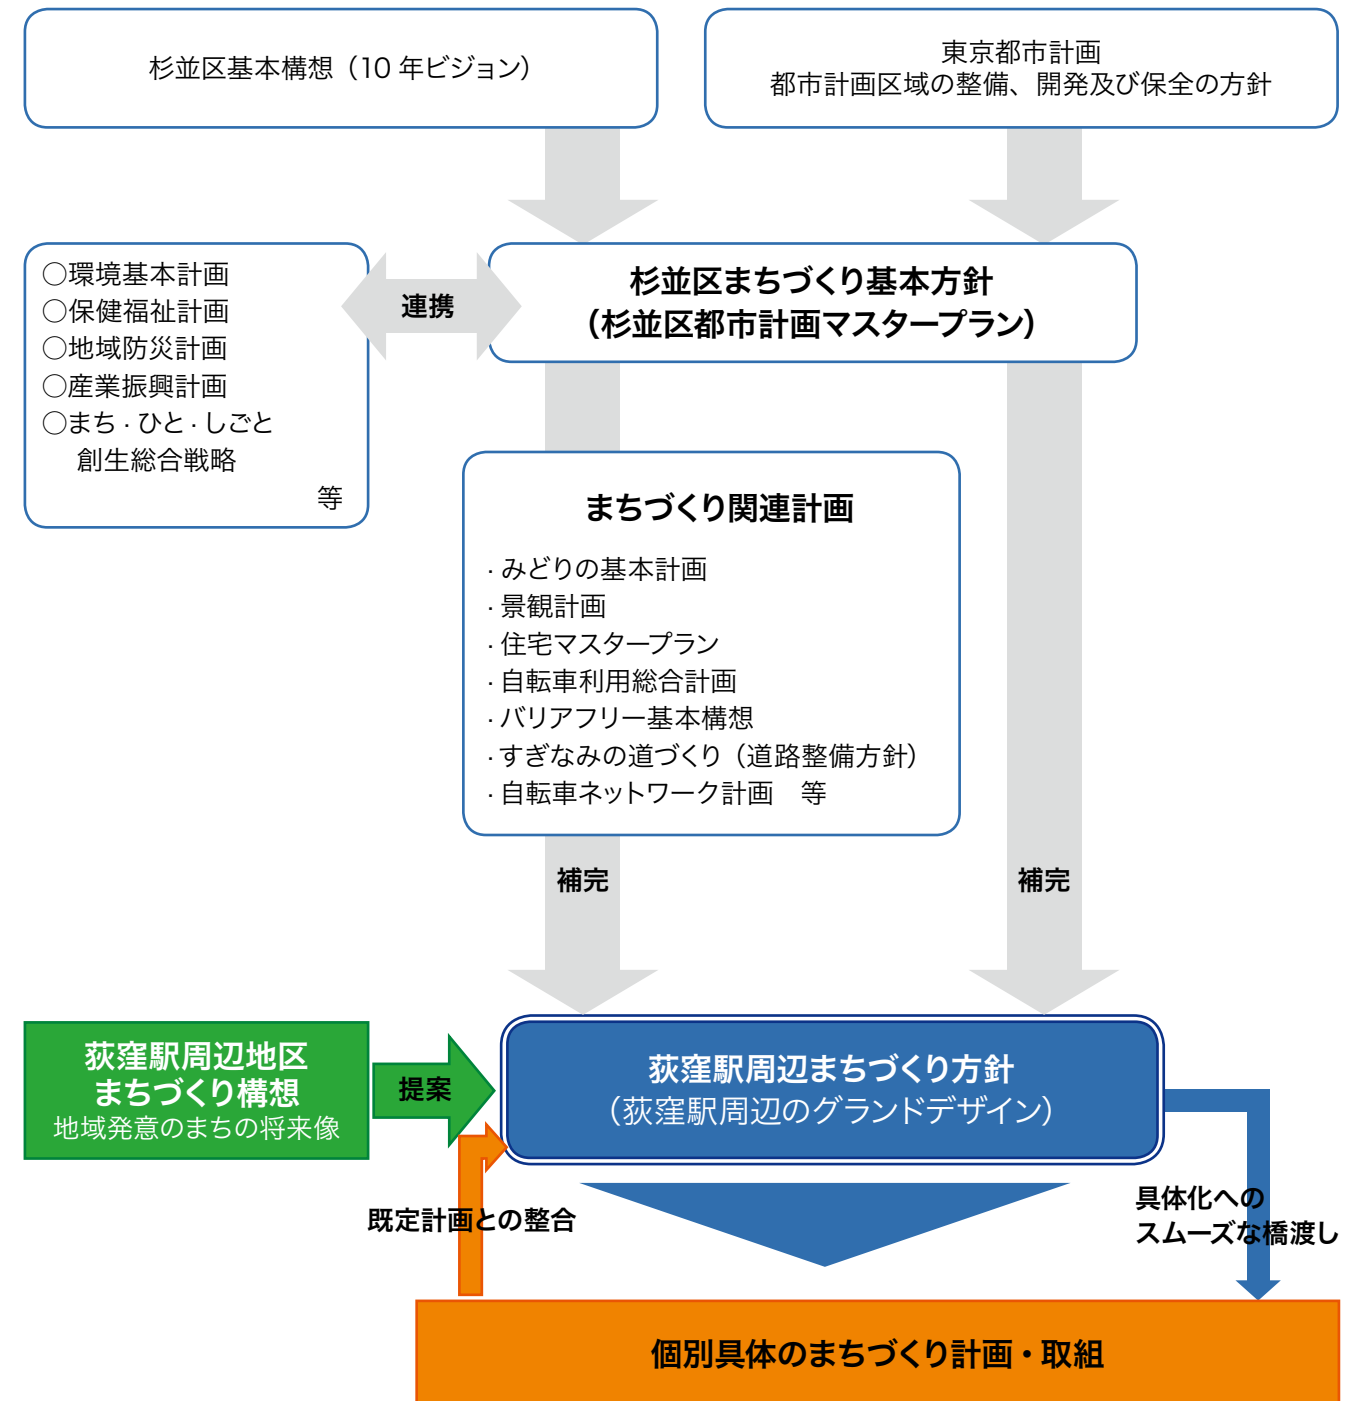 杉並区基本構想（10 年ビジョン）
東京都市計画
都市計画区域の整備、開発及び保全の方針
○環境基本計画
○保健福祉計画
○地域防災計画
○産業振興計画
○まち・ひと・しごと
創生総合戦略
等
連携
杉並区まちづくり基本方針
（杉並区都市計画マスタープラン）
まちづくり関連計画
・みどりの基本計画
・景観計画
・住宅マスタープラン
・自転車利用総合計画
・バリアフリー基本構想
・すぎなみの道づくり（道路整備方針）
・自転車ネットワーク計画　等
補完
補完
荻窪駅周辺地区
まちづくり構想
地域発意のまちの将来像
提案
荻窪駅周辺まちづくり方針
（荻窪駅周辺のグランドデザイン）
既定計画との整合
具体化への
スムーズな橋渡し
個別具体のまちづくり計画・取組